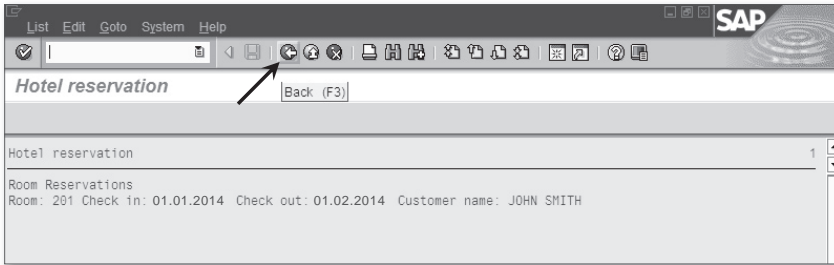 List Edit Goto System Help
SAP
Hotel reservation
Back (F3)
Hotel reservation 1
Room Reservations
Room: 201 Check in: 01.01.2014 Check out: 01.02.2014 Customer name: JOHN SMITH